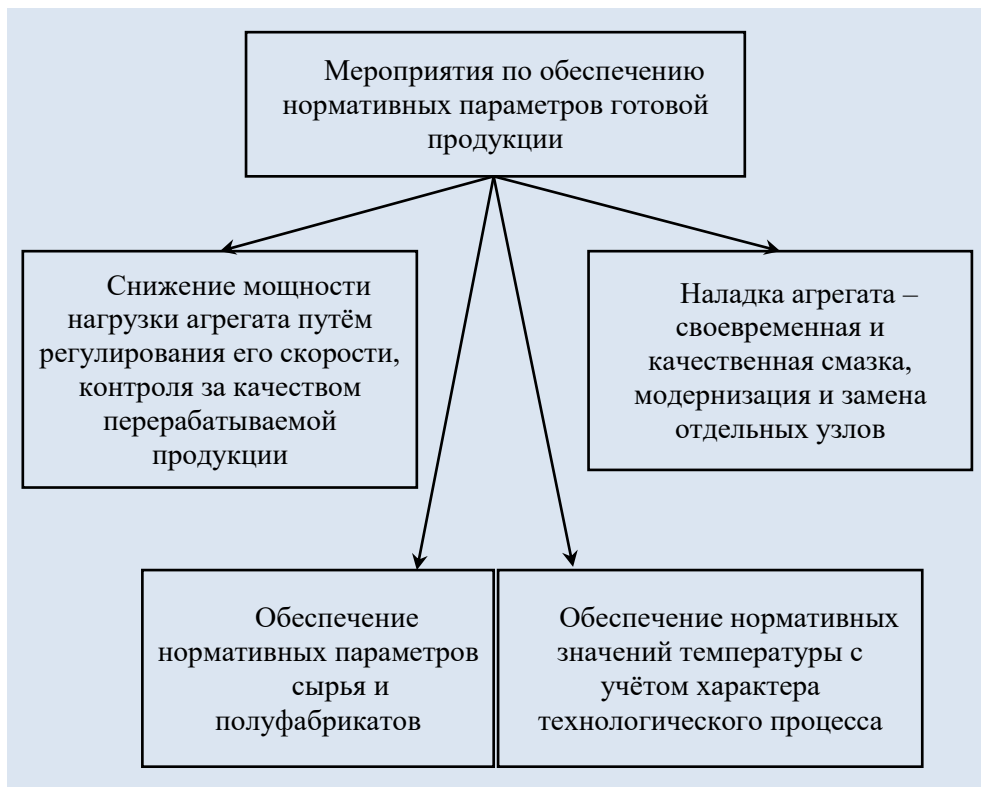 Мероприятия по обеспечению
нормативных параметров готовой
продукции
Снижение мощности
нагрузки агрегата путём
регулирования его скорости,
контроля за качеством
перерабатываемой
продукции
Наладка агрегата –
своевременная и
качественная смазка,
модернизация и замена
отдельных узлов
Обеспечение
нормативных параметров
сырья и
полуфабрикатов
Обеспечение нормативных
значений температуры с
учётом характера
технологического процесса